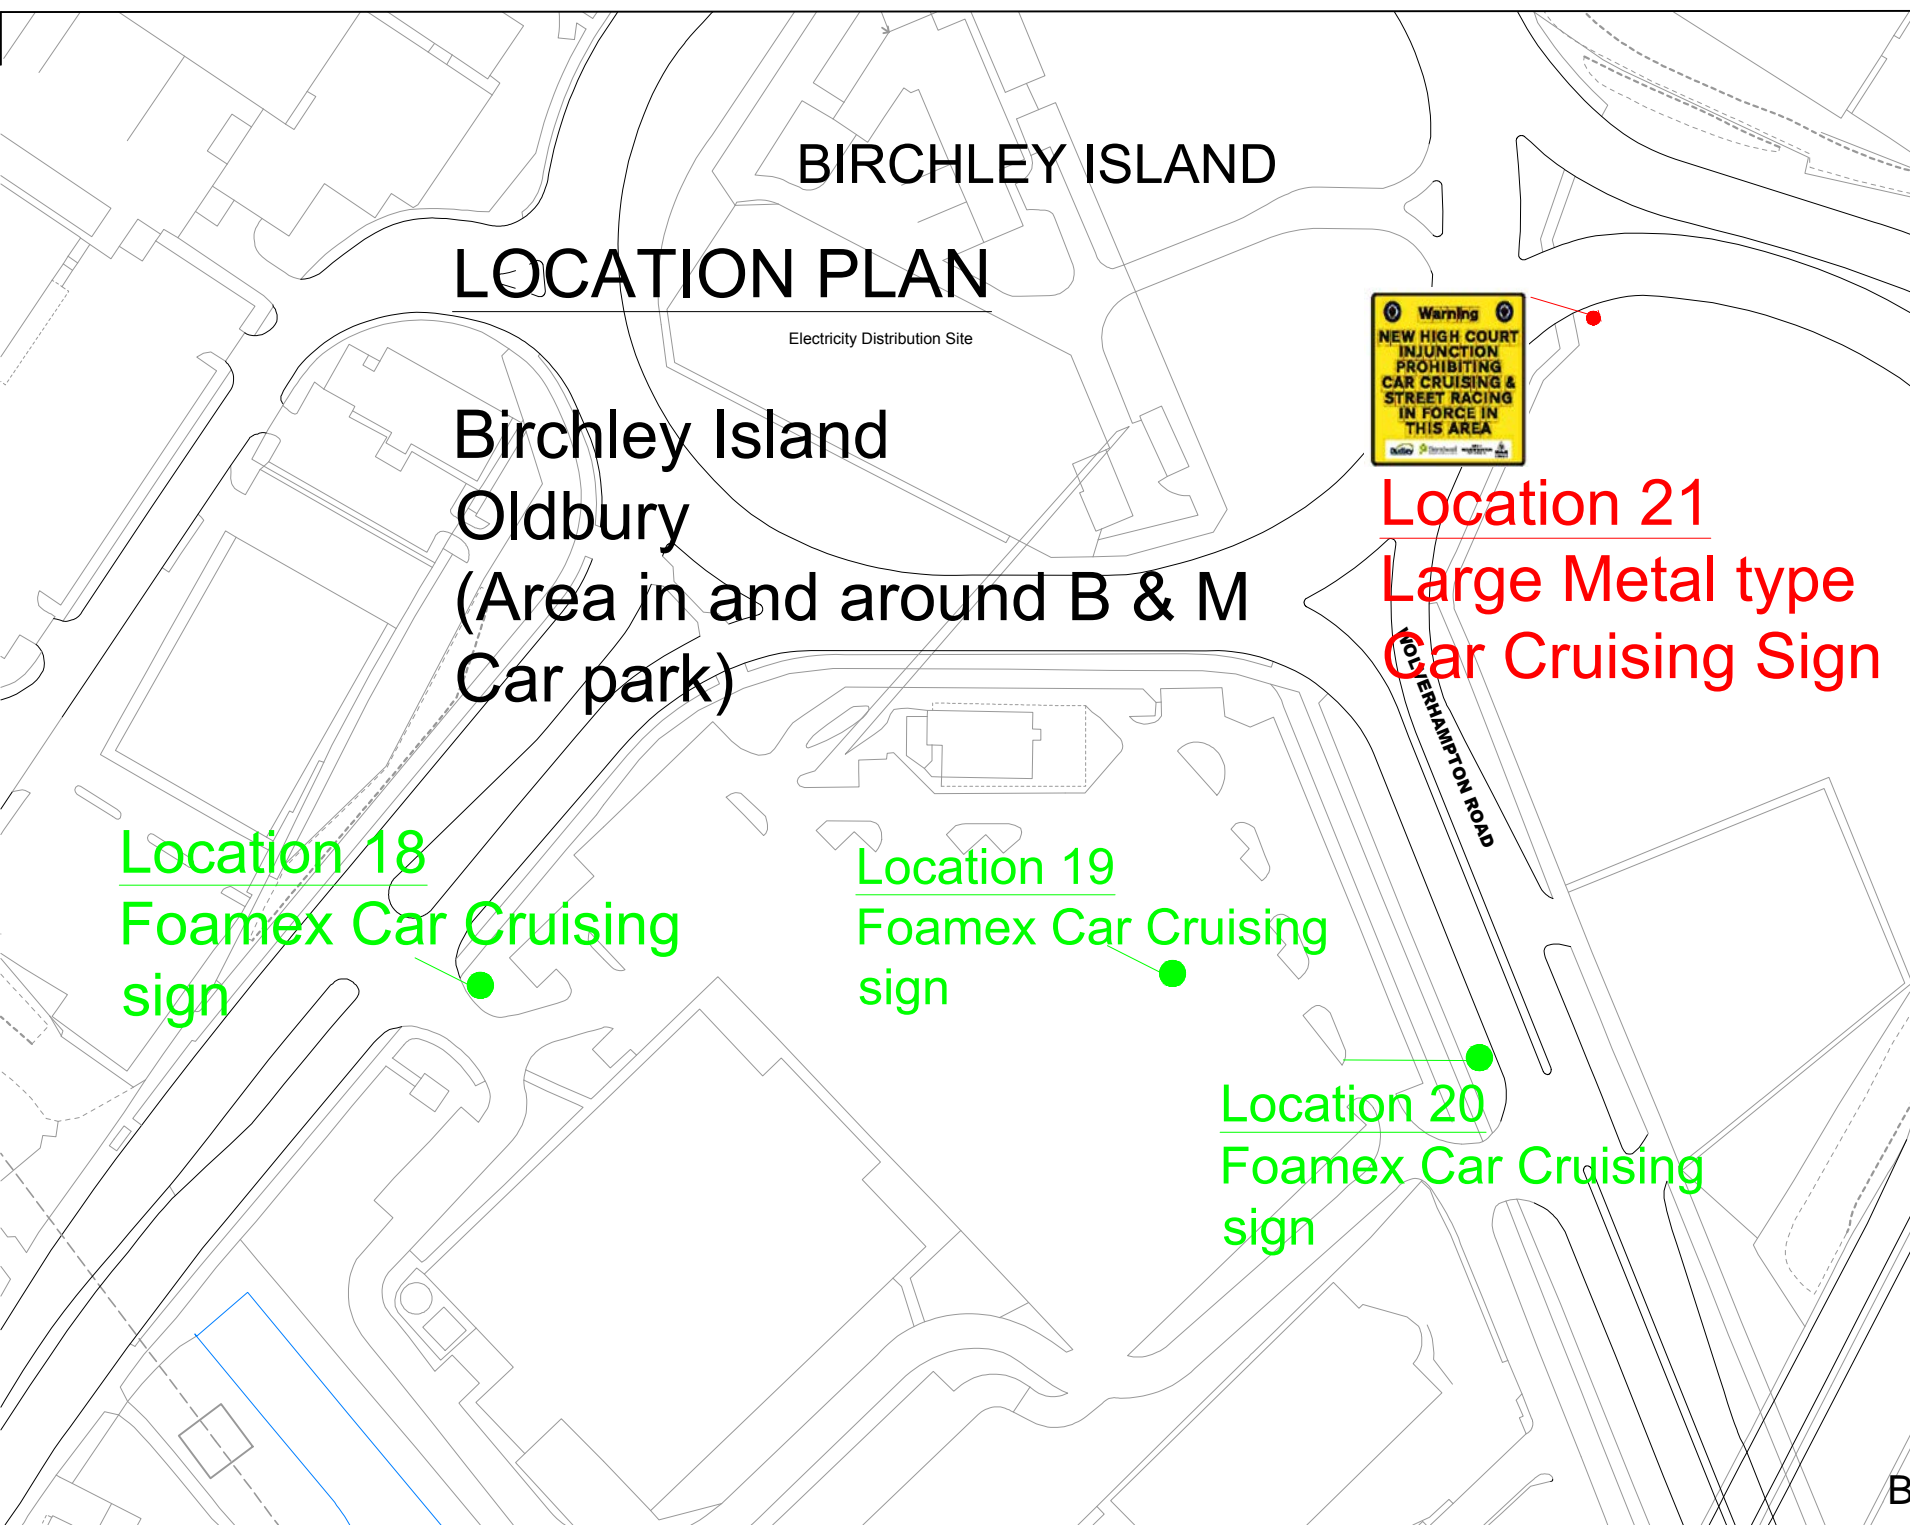 BIRCHLEY ISLAND
LOCATION PLAN
Electricity Distribution Site
Birchley Island
Oldbury
(Area in and around B & M
Car park)
Warning
NEW HIGH COURT
INJUNCTION
PROHIBITING
CAR CRUISING &
STREET RACING
IN FORCE IN
THIS AREA
Dudley Sandwell
Location 21
Large Metal type
Car Cruising Sign
WOLVERHAMPTON ROAD
Location 18
Foamex Car Cruising
sign
Location 19
Foamex Car Cruising
sign
Location 20
Foamex Car Cruising
sign
B